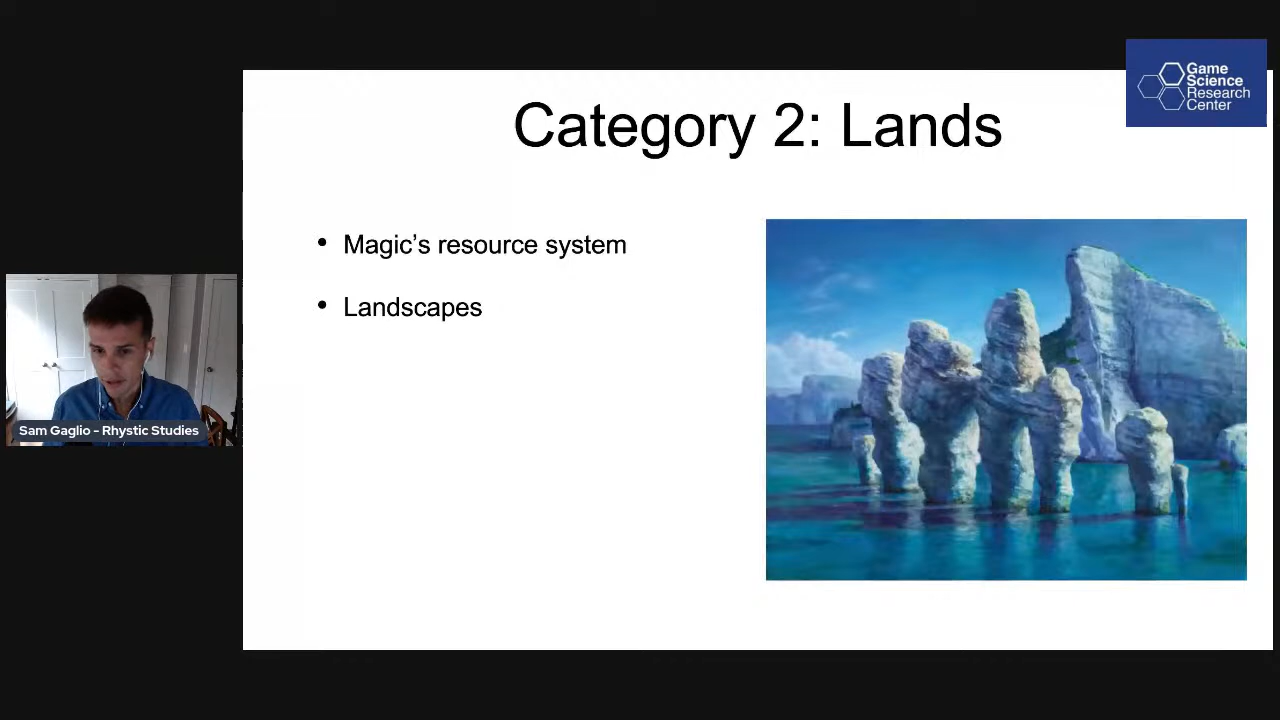 Game
Science
Research
Center
Category 2: Lands
• Magic’s resource system
• Landscapes
Sam Gaglio - Rhystic Studies